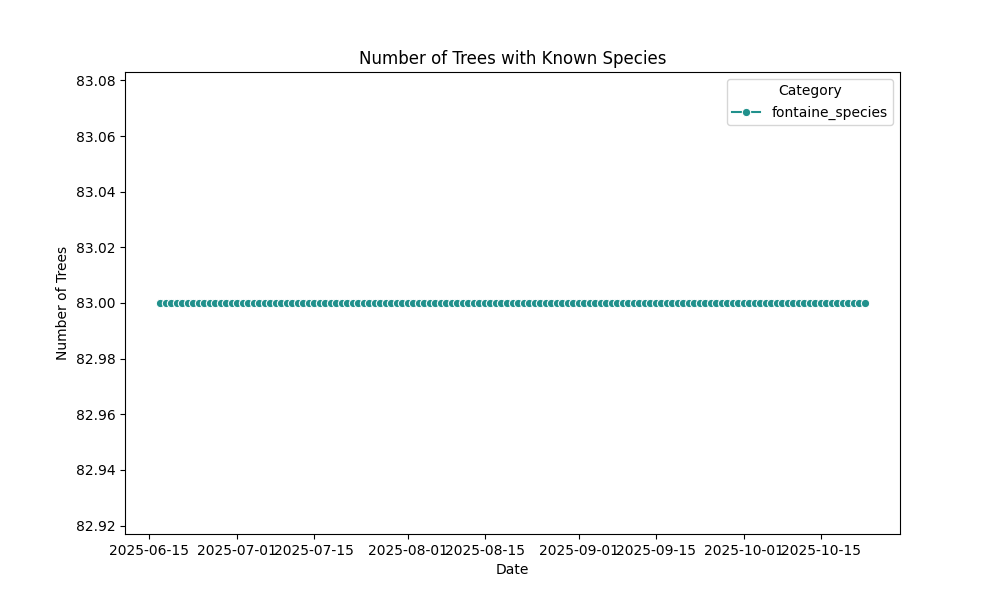 Number of Trees with Known Species
Category
fontaine_species
Number of Trees
83.08
83.06
83.04
83.02
83.00
82.98
82.96
82.94
82.92
2025-06-15 2025-07-01 2025-07-15 2025-08-01 2025-08-15 2025-09-01 2025-09-15 2025-10-01 2025-10-15
Date